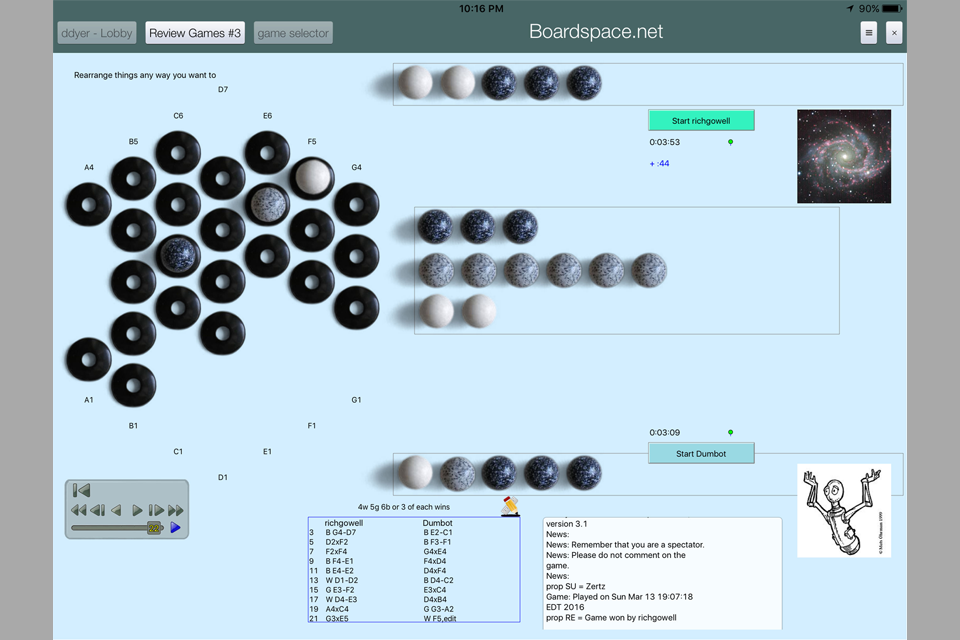 10:16 PM
90%
ddyer - Lobby
Review Games #3
game selector
Boardspace.net
Rearrange things any way you want to
D7
C6
E6
B5
F5
A4
G4
Start richgowell
0:03:53
+ :44
A1
G1
B1
F1
C1
E1
D1
0:03:09
Start Dumbot
4w 5g 6b or 3 of each wins
22
richgowell Dumbot
3 B G4-D7 B E2-C1
5 D2xF2 B F3-F1
7 F2xF4 G4xE4
9 B F4-E1 F4xD4
11 B E4-E2 D4xF4
13 W D1-D2 B D4-C2
15 G E3-F2 E3xC4
17 W D4-E3 D4xB4
19 A4xC4 G G3-A2
21 G3xE5 W F5,edit
version 3.1
News:
News: Remember that you are a spectator.
News: Please do not comment on the
game.
News:
prop SU = Zertz
Game: Played on Sun Mar 13 19:07:18
EDT 2016
prop RE = Game won by richgowell